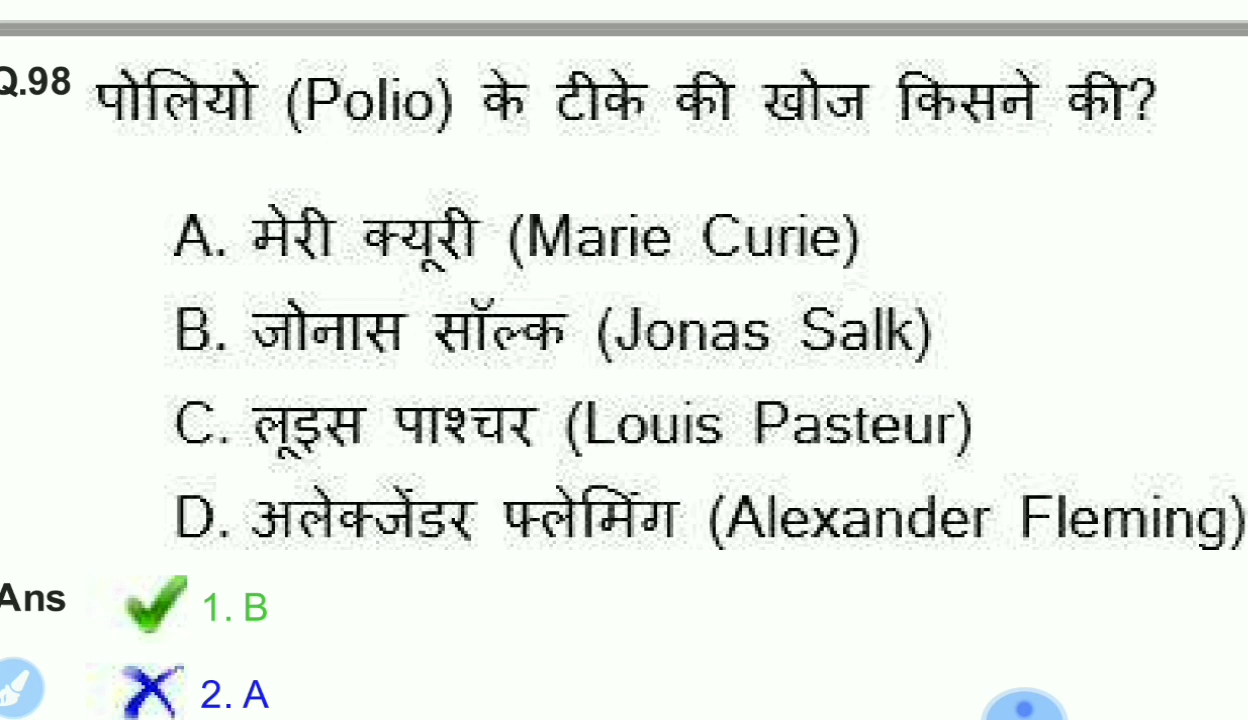 Q.98 पोलियो (Polio) के टीके की खोज किसने की?
A. मेरी क्यूरी (Marie Curie)
B. जोनास सॉल्क (Jonas Salk)
C. लूइस पाश्चर (Louis Pasteur)
D. अलेक्जेंडर फ्लेमिंग (Alexander Fleming)
Ans 1. B
2. A